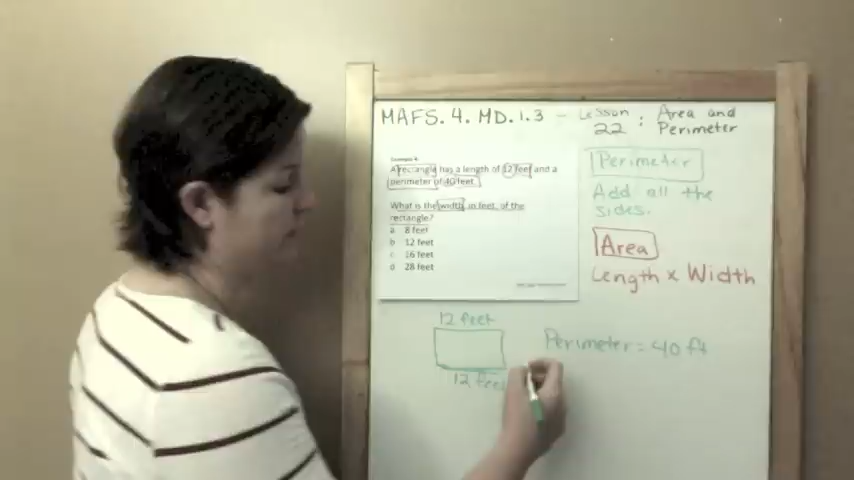 MAFS.4.MD.1.3 - Lesson 22: Area and Perimeter
A rectangle has a length of 12 feet and a
perimeter of 40 feet.
What is the width, in feet, of the
rectangle?
a 8 feet
b 12 feet
c 16 feet
d 28 feet
Perimeter
Add all the
sides.
Area
Length x Width
12 feet
12 feet
Perimeter = 40 ft